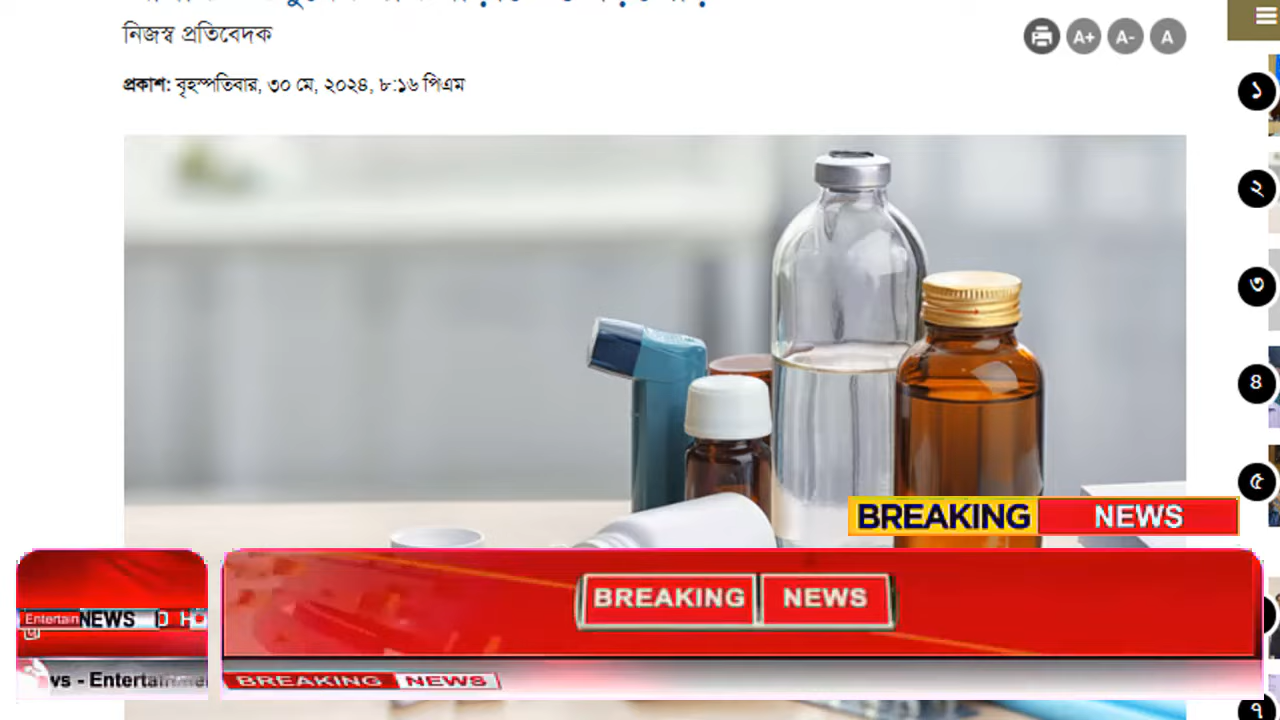 নিজস্ব প্রতিবেদক
A+ A- A
প্রকাশ: বৃহস্পতিবার, ৩০ মে, ২০২৪, ৮:১৬ পিএম
১
২
৩
৪
৫
BREAKING NEWS
BREAKING NEWS
Entertain NEWS
BREAKING NEWS
৭